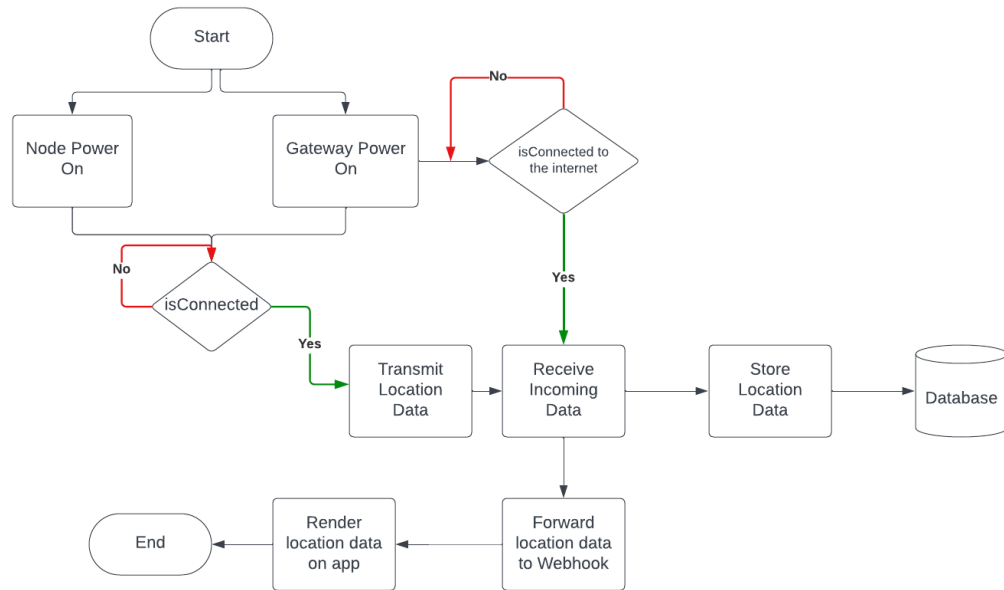 Start
No
Node Power
On
Gateway Power
On
isConnected to
the internet
No
isConnected
Yes
Yes
Transmit
Location
Data
Receive
Incoming
Data
Store
Location
Data
Database
End
Render
location data
on app
Forward
location data
to Webhook